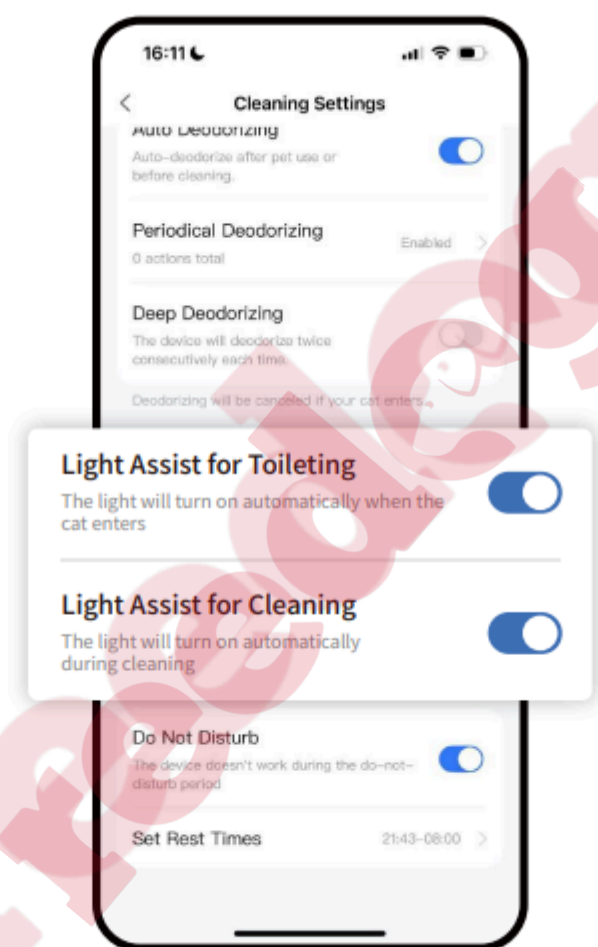 16:11
Cleaning Settings
Auto Deodorizing
Auto-deodorize after pet use or
before cleaning.
Periodical Deodorizing
Enabled
0 actions total
Deep Deodorizing
The device will deodorize twice
consecutively each time.
Deodorizing will be canceled if your cat enters.
Light Assist for Toileting
The light will turn on automatically when the
cat enters
Light Assist for Cleaning
The light will turn on automatically
during cleaning
Do Not Disturb
The device doesn't work during the do-not-
disturb period
Set Rest Times
21:43-08:00